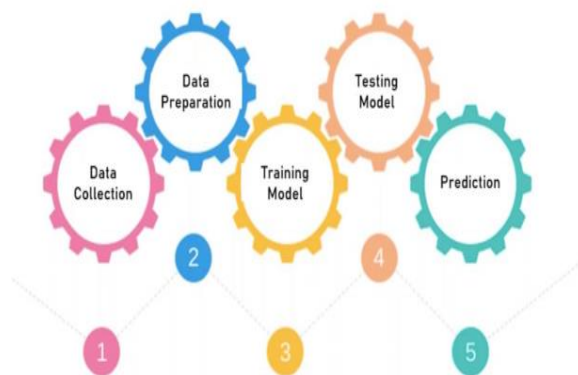 Data
Collection
Data
Preparation
Training
Model
Testing
Model
Prediction
1
2
3
4
5